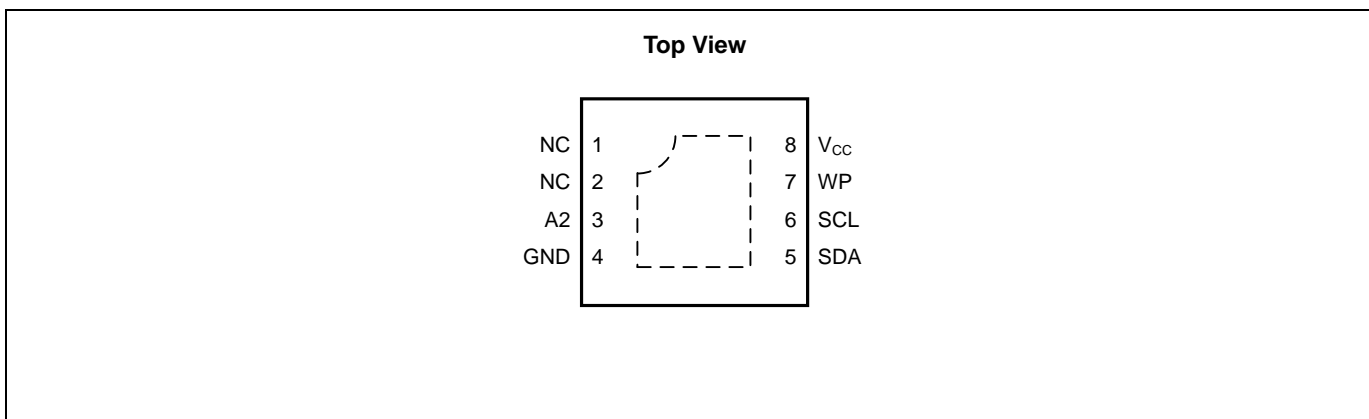 Top View
NC 1 8 VCC
NC 2 7 WP
A2 3 6 SCL
GND 4 5 SDA